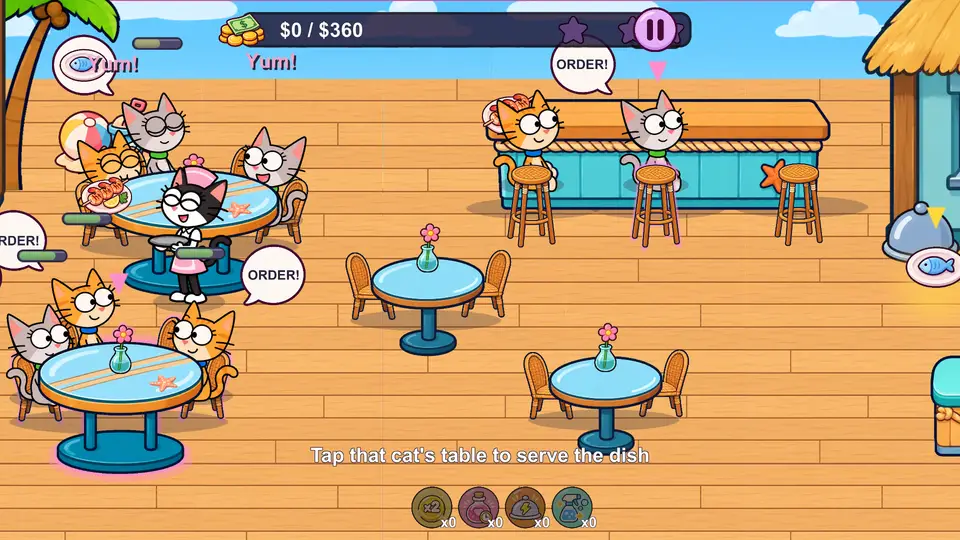 $0 / $360
Yum!
Yum!
ORDER!
RDER!
ORDER!
Tap that cat's table to serve the dish
x2
x0
x0
x0
x0